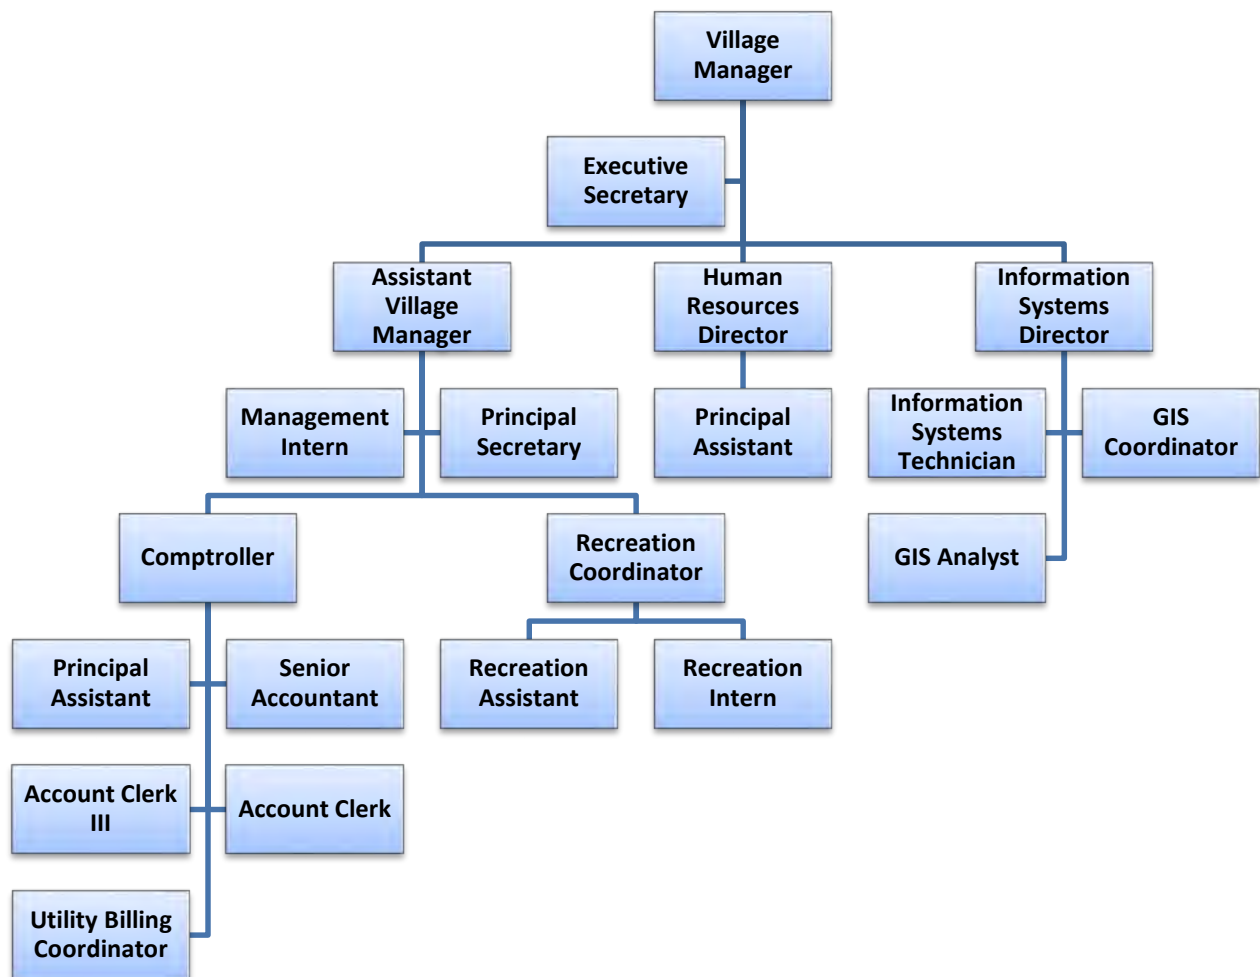 Village
Manager
Executive
Secretary
Assistant
Village
Manager
Human
Resources
Director
Information
Systems
Director
Management
Intern
Principal
Secretary
Principal
Assistant
Information
Systems
Technician
GIS
Coordinator
Comptroller
Recreation
Coordinator
GIS Analyst
Principal
Assistant
Senior
Accountant
Recreation
Assistant
Recreation
Intern
Account Clerk
III
Account Clerk
Utility Billing
Coordinator